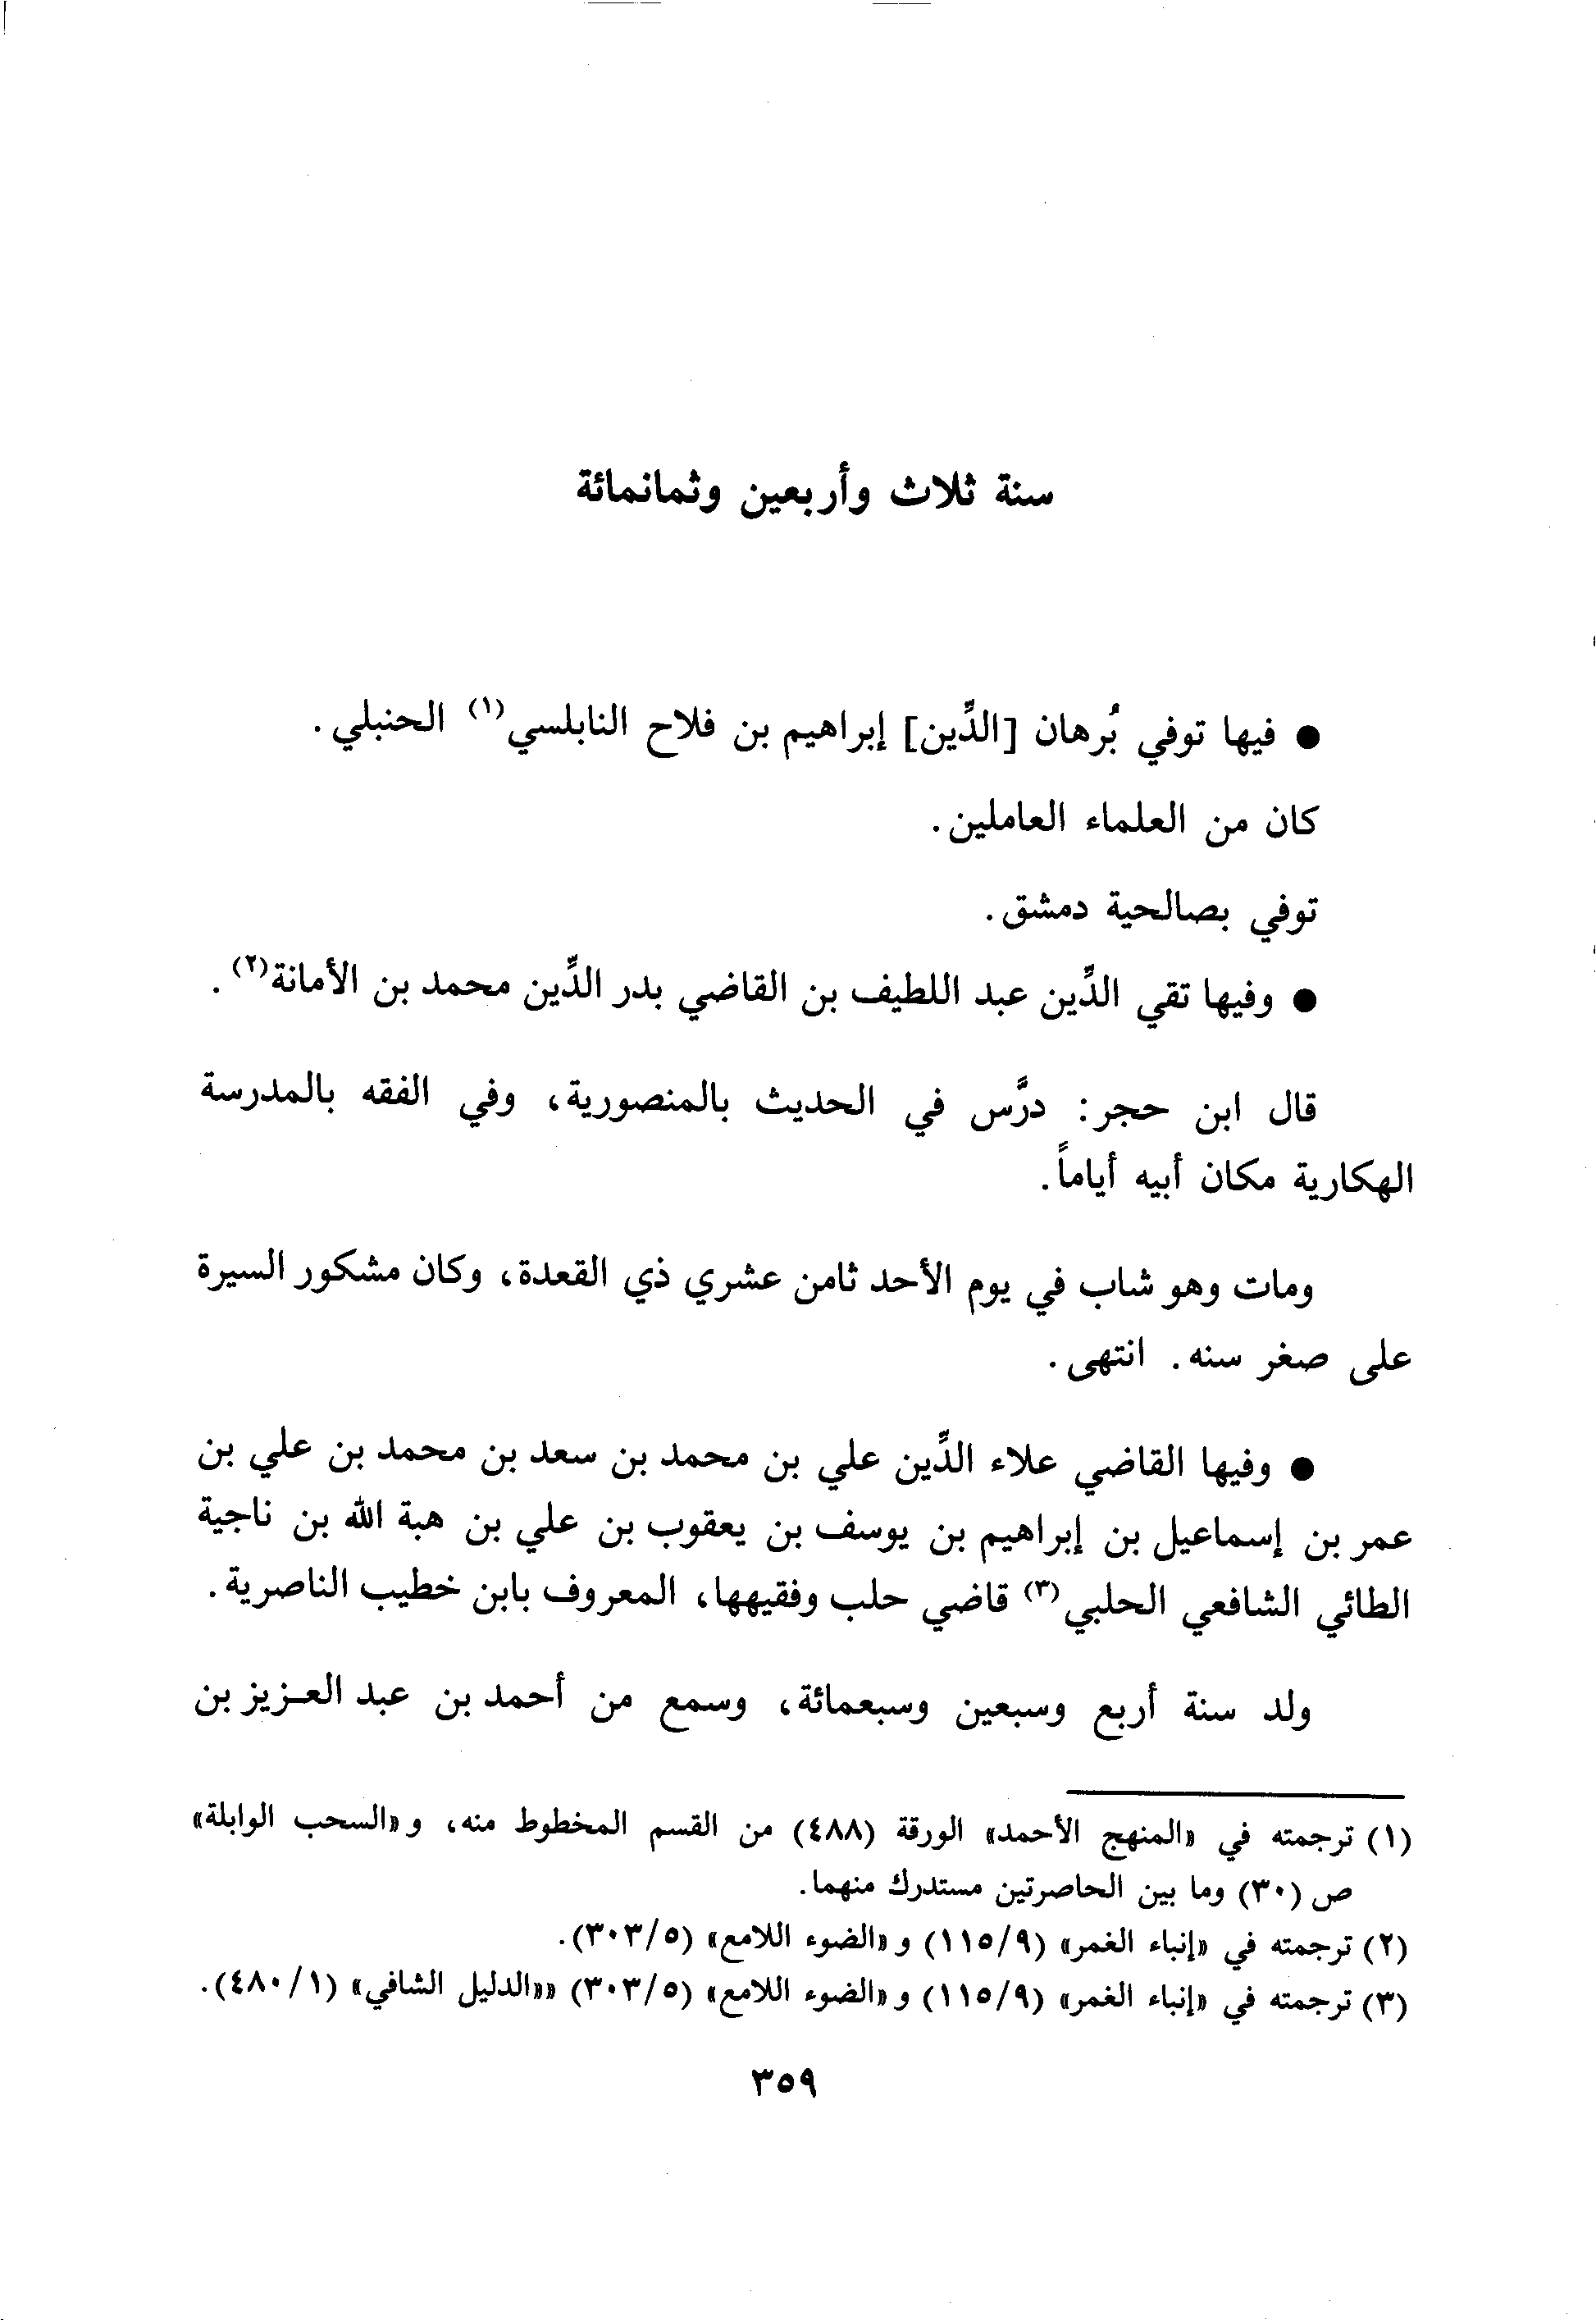 سنة ثلاث وأربعين وثمانمائة
● فيها توفي بُرهان [الدِّين] إبراهيم بن فلاح النابلسي(١) الحنبلي.
كان من العلماء العاملين.
توفي بصالحية دمشق.
● وفيها تقي الدِّين عبد اللطيف بن القاضي بدر الدِّين محمد بن الأمانة(٢).
قال ابن حجر: درَّس في الحديث بالمنصورية، وفي الفقه بالمدرسة
الهكارية مكان أبيه أياماً.
ومات وهو شاب في يوم الأحد ثامن عشري ذي القعدة، وكان مشكور السيرة
على صغر سنه. انتهى.
● وفيها القاضي علاء الدِّين علي بن محمد بن سعد بن محمد بن علي بن
عمر بن إسماعيل بن إبراهيم بن يوسف بن يعقوب بن علي بن هبة الله بن ناجية
الطائي الشافعي الحلبي(٣) قاضي حلب وفقيهها، المعروف بابن خطيب الناصرية.
ولد سنة أربع وسبعين وسبعمائة، وسمع من أحمد بن عبد العـزيز بن
(١) ترجمته في «المنهج الأحمد» الورقة (٤٨٨) من القسم المخطوط منه، و«السحب الوابلة»
ص (٣٠) وما بين الحاصرتين مستدرك منهما.
(٢) ترجمته في «إنباء الغمر» (٩/١١٥) و«الضوء اللامع» (٥/٣٠٣).
(٣) ترجمته في «إنباء الغمر» (٩/١١٥) و«الضوء اللامع» (٥/٣٠٣) ««الدليل الشافي» (١/٤٨٠).
٣٥٩